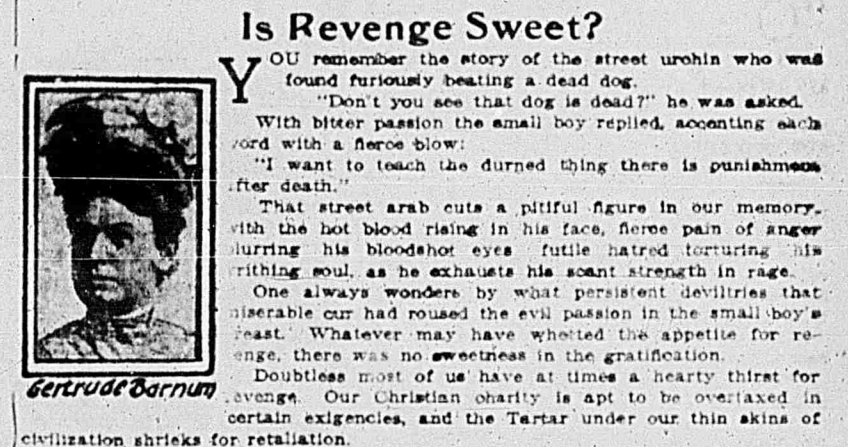 Is Revenge Sweet?
YOU remember the story of the street urchin who was
found furiously beating a dead dog.
"Don't you see that dog is dead?" he was asked.
With bitter passion the small boy replied, accenting each
word with a fierce blow:
"I want to teach the durned thing there is punishment
after death."
That street arab cuts a pitiful figure in our memory,
with the hot blood rising in his face, fierce pain of anger
blurring his bloodshot eyes futile hatred torturing his
writhing soul, as he exhausts his scant strength in rage.
One always wonders by what persistent deviltries that
miserable cur had roused the evil passion in the small boy's
breast. Whatever may have whetted the appetite for re-
venge, there was no sweetness in the gratification.
Doubtless most of us have at times a hearty thirst for
revenge. Our Christian charity is apt to be overtaxed in
certain exigencies, and the Tartar under our thin skins of
civilization shrieks for retaliation.
Gertrude Barnum